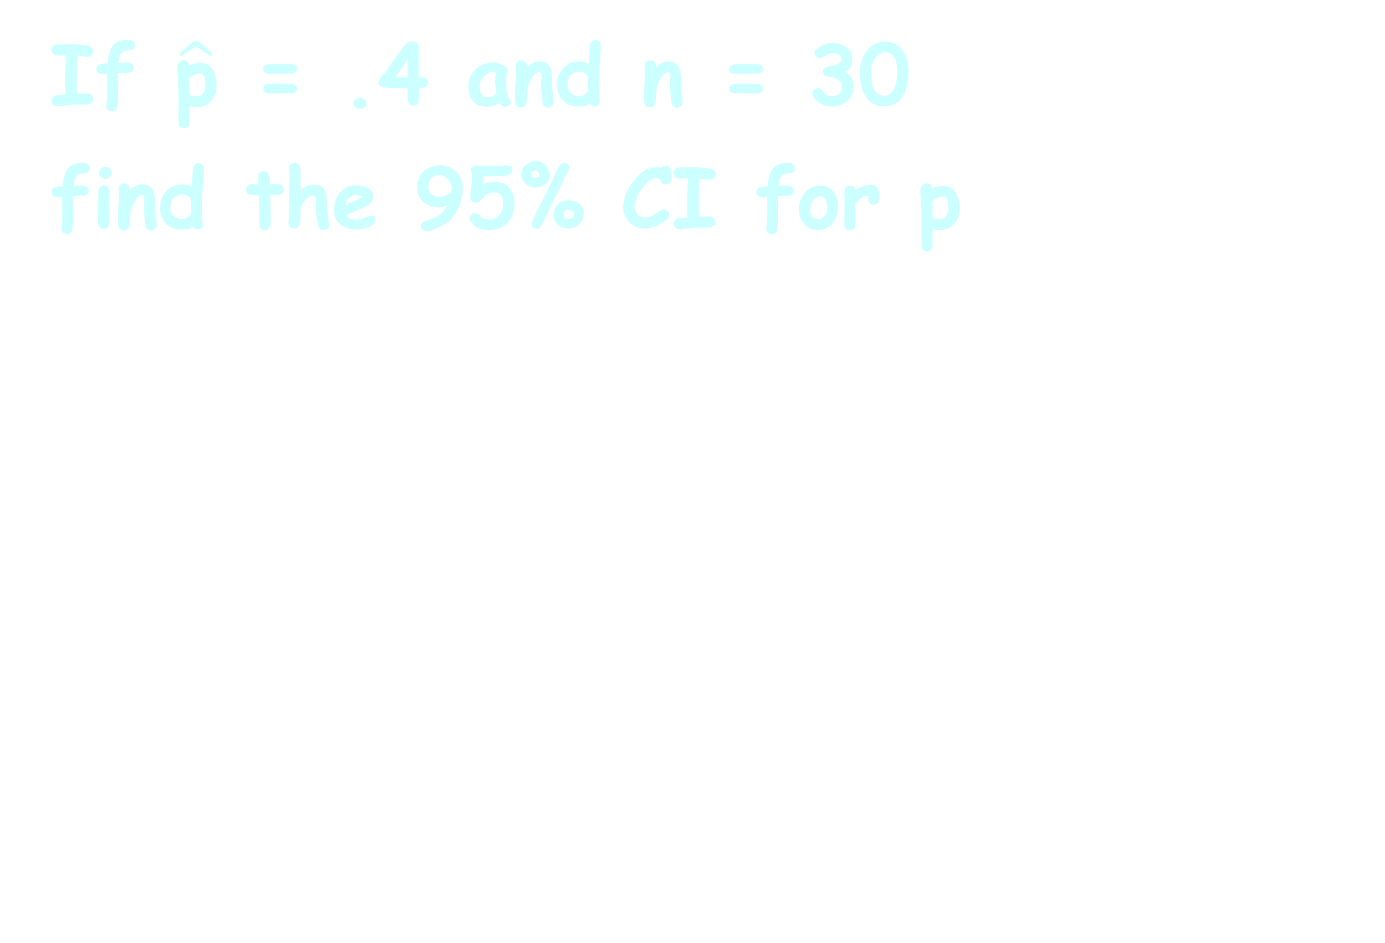 If p̂ = .4 and n = 30
find the 95% CI for p